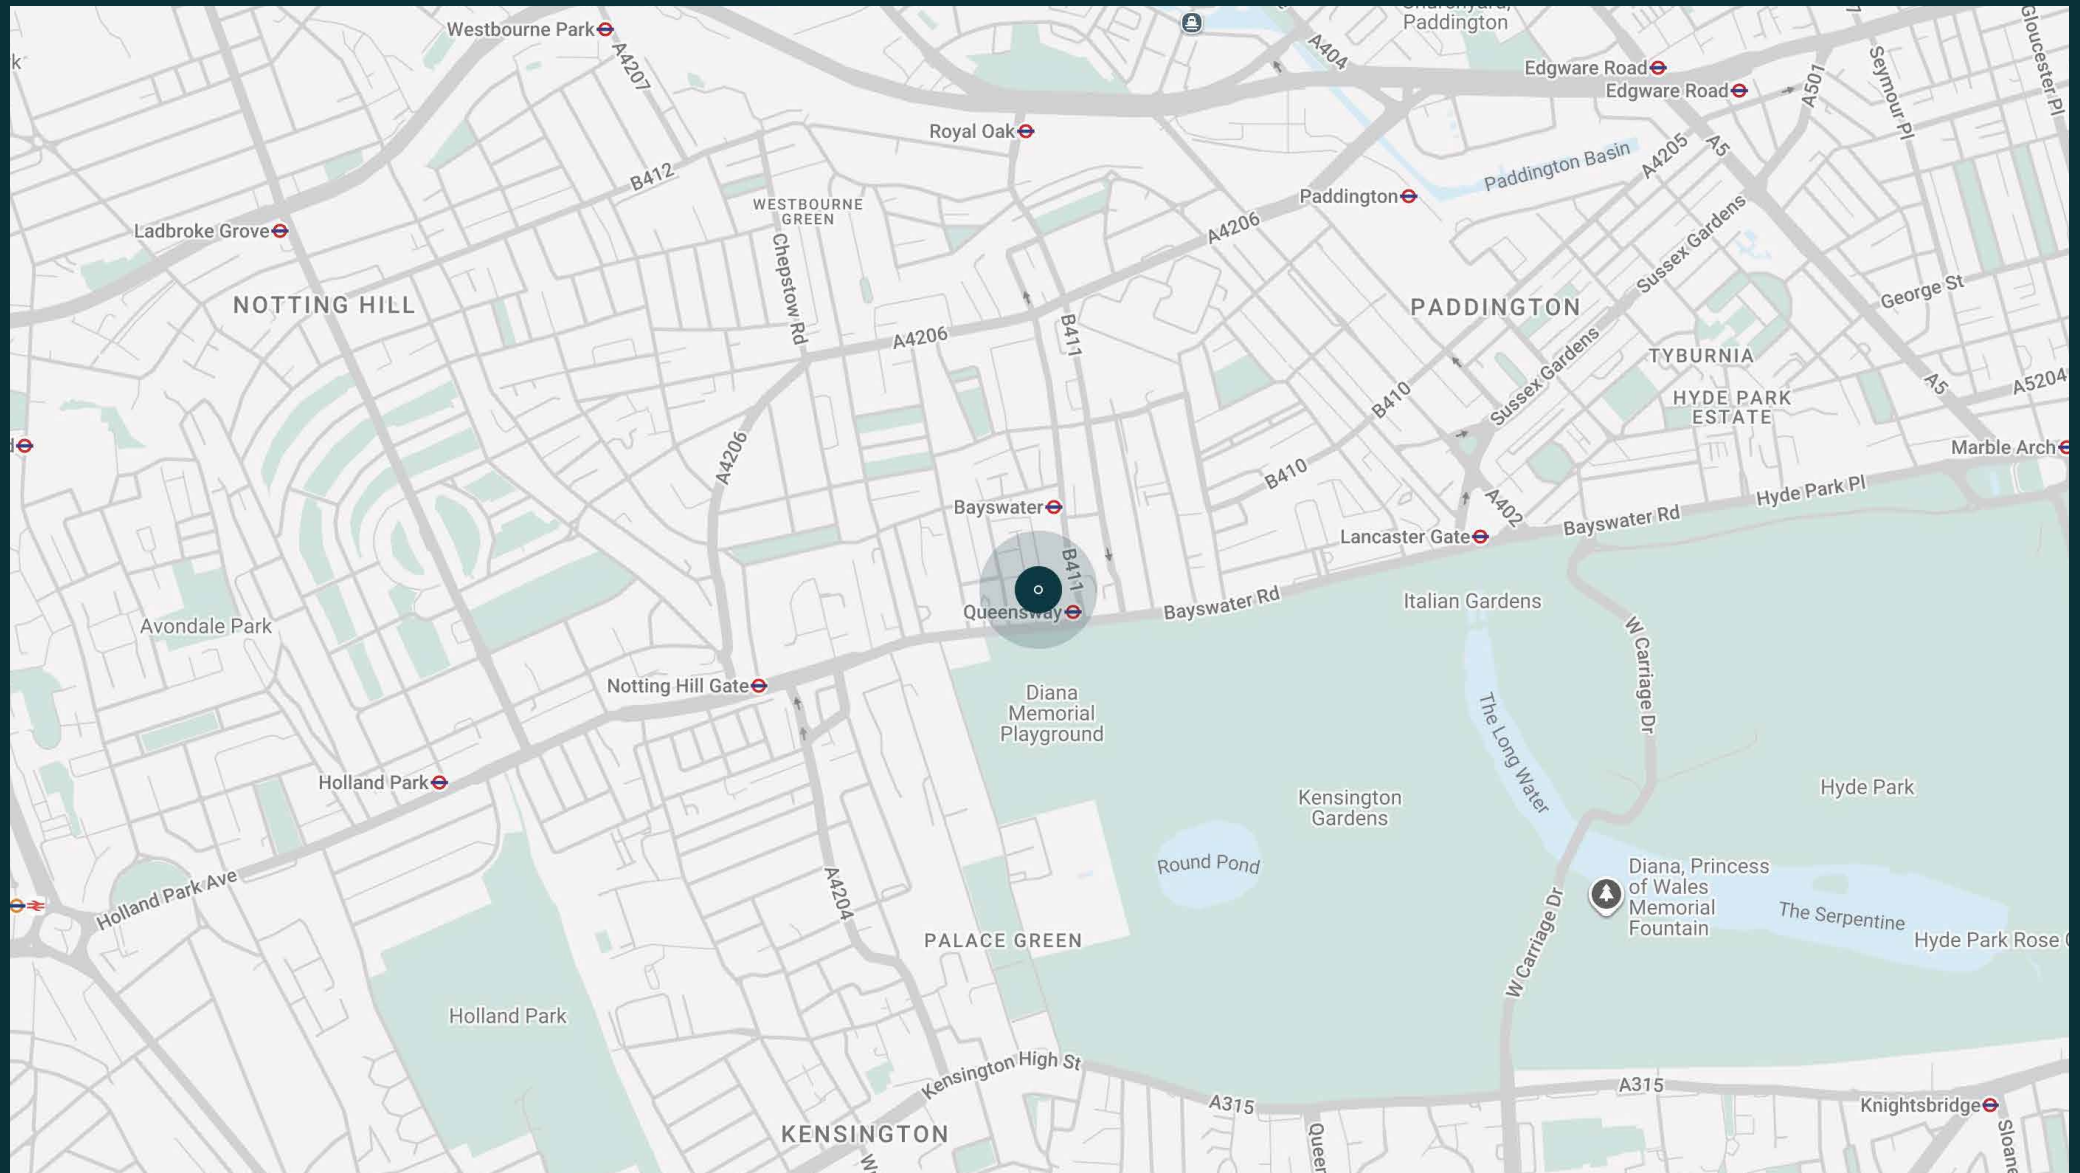 Westbourne Park
A4207
A404
Paddington
Edgware Road
Edgware Road
A501
Seymour Pl
Gloucester Pl
k
Royal Oak
B412
WESTBOURNE
GREEN
Paddington
Paddington Basin
A4205
A5
Ladbroke Grove
A4206
Sussex Gardens
Chepstow Rd
NOTTING HILL
PADDINGTON
George St
B411
A4206
TYBURNIA
Sussex Gardens
A5
A5204
HYDE PARK
ESTATE
B410
A4206
Marble Arch
B410
Hyde Park Pl
Bayswater
A402
Bayswater Rd
Lancaster Gate
B411
Queensway
Bayswater Rd
Italian Gardens
Avondale Park
W Carriage Dr
Notting Hill Gate
Diana
Memorial
Playground
The Long Water
Holland Park
Kensington
Gardens
Hyde Park
Round Pond
Holland Park Ave
A4204
Diana, Princess
of Wales
Memorial
Fountain
The Serpentine
PALACE GREEN
W Carriage Dr
Hyde Park Rose
Holland Park
Kensington High St
A315
A315
Knightsbridge
KENSINGTON
Queen
Sloane
W